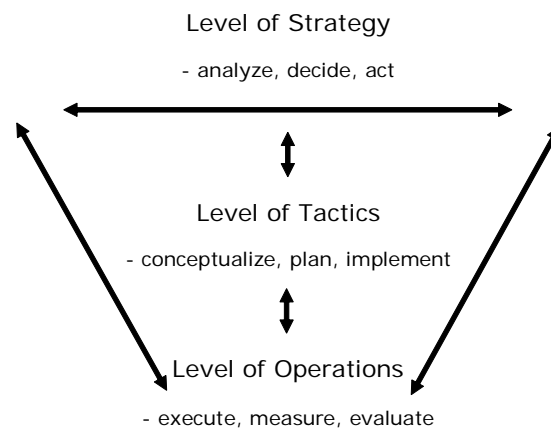 Level of Strategy
- analyze, decide, act
Level of Tactics
- conceptualize, plan, implement
Level of Operations
- execute, measure, evaluate